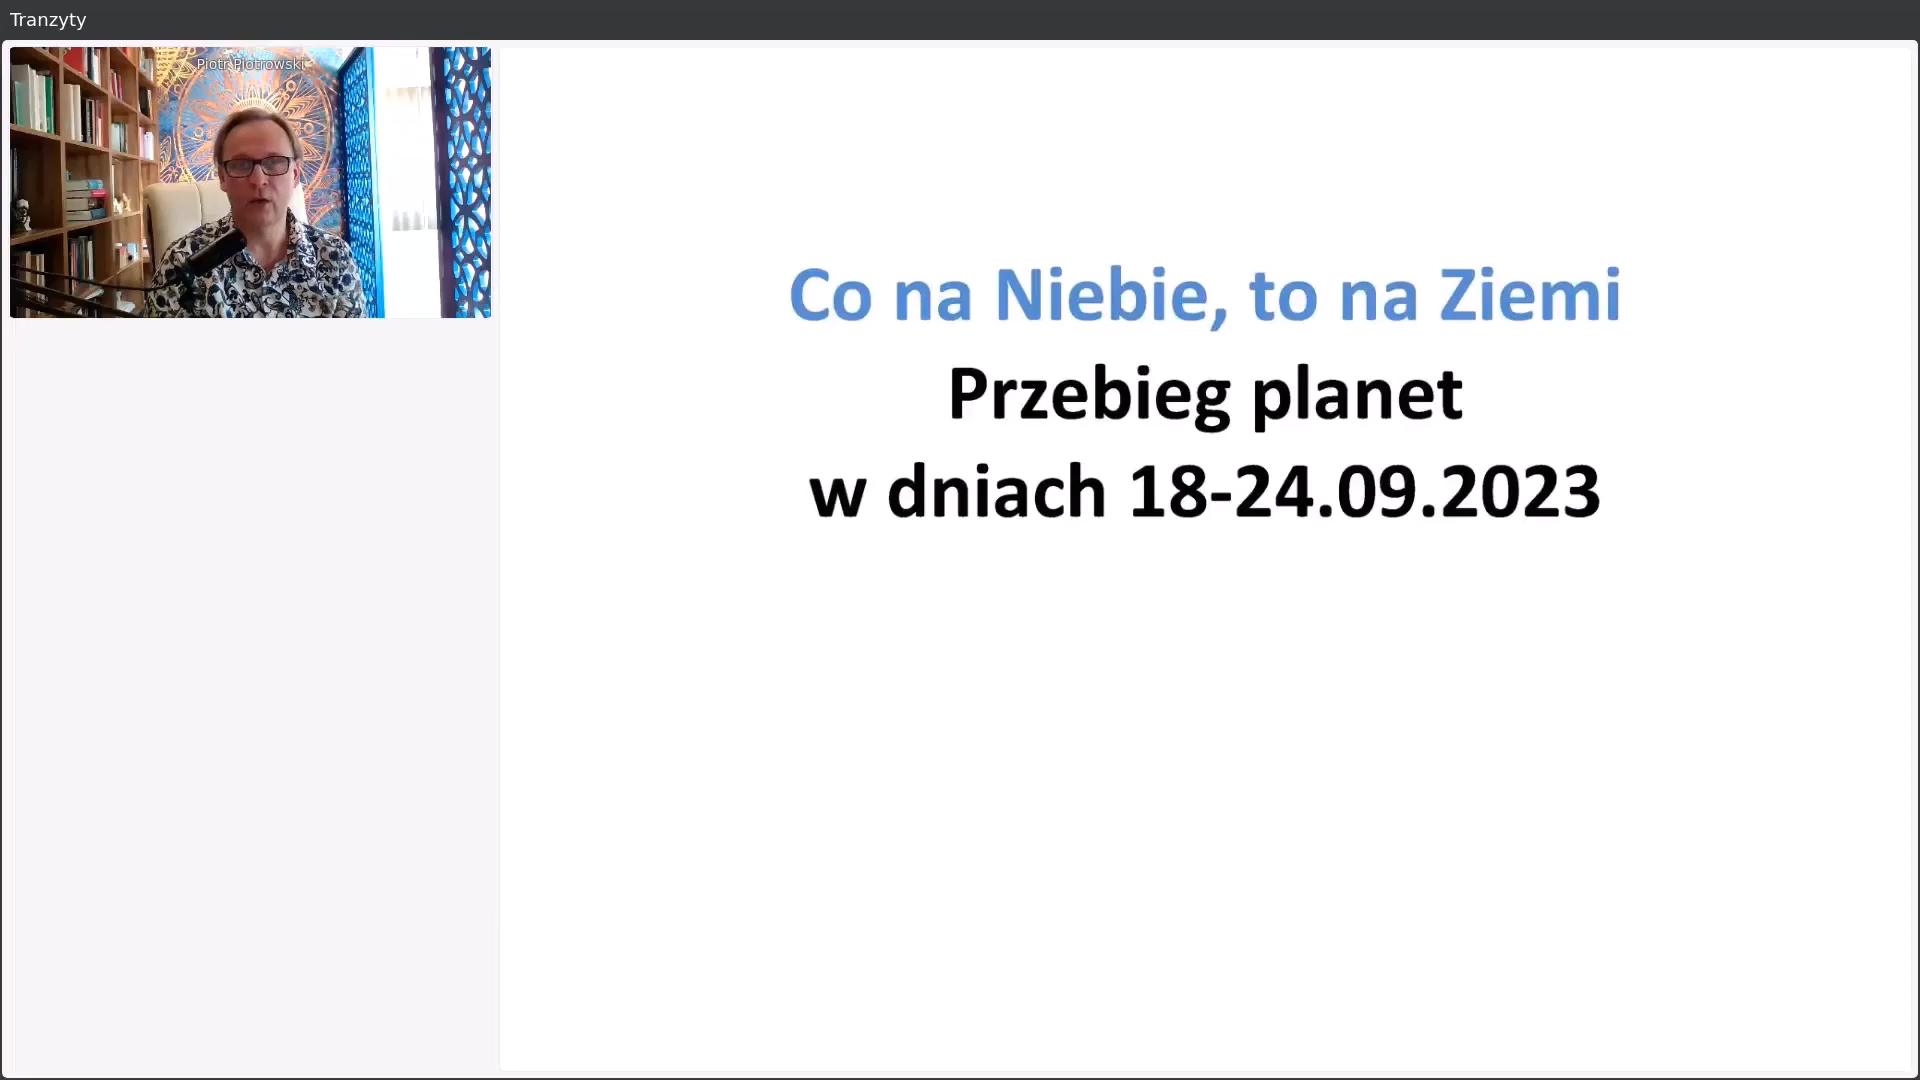 Tranzyty
Piotr Piotrowski
Co na Niebie, to na Ziemi
Przebieg planet
w dniach 18-24.09.2023